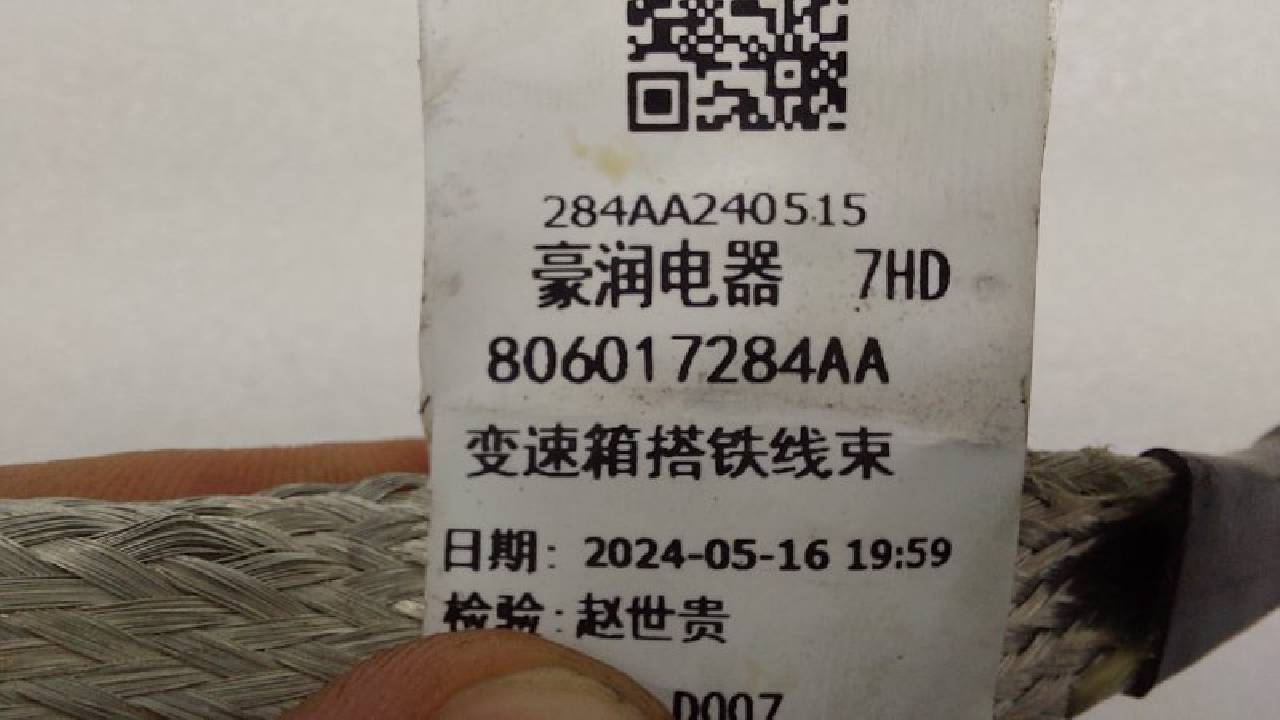 284AA240515
豪润电器 7HD
806017284AA
变速箱搭铁线束
日期: 2024-05-16 19:59
检验:赵世贵
D007